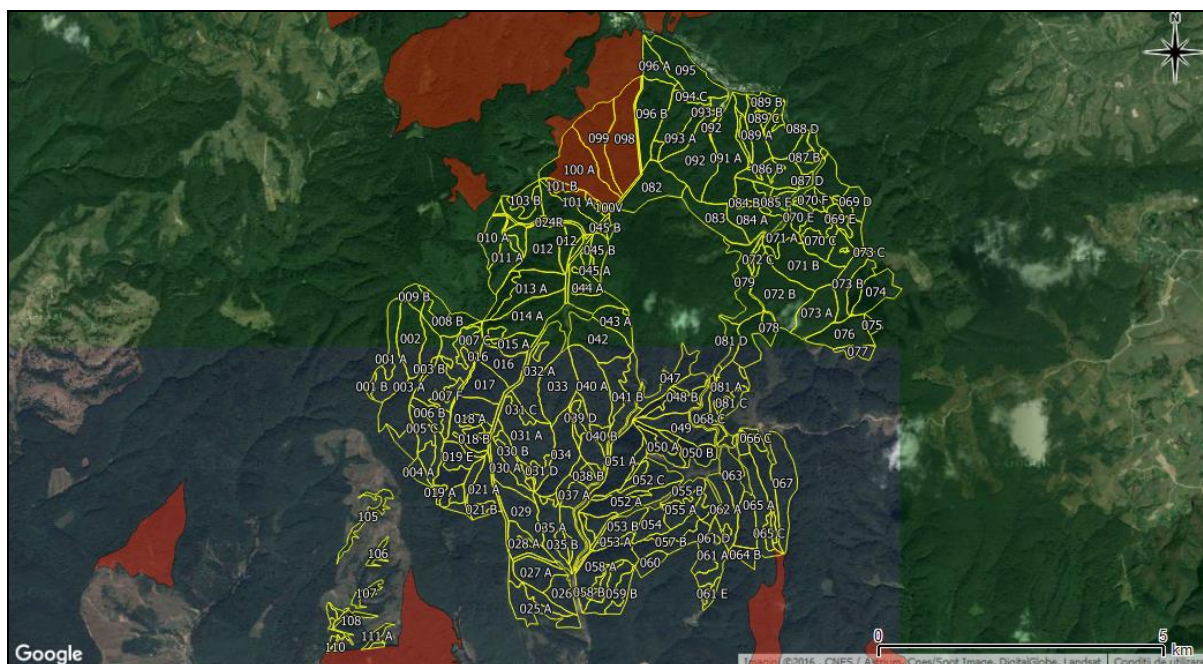 N
096 A
095
094 C
089 B
096 B
093 B
089 C
099
098
092
088 D
093 A
089 A
092
091 A
087 B
100 A
086 B
087 D
101 B
082
103 B
101 A
084 B
085 E
070 F
069 D
100V
083
084 A
070 E
069 E
024R
045 B
010 A
012
012
045 B
071 A
070 C
011 A
072 C
073 C
045 A
071 B
013 A
044 A
079
073 B
074
009 B
072 B
008 B
014 A
043 A
073 A
075
002
007 C
015 A
042
078
076
081 D
077
001 A
016
003 B
016
032 A
047
001 B
003 A
017
033
040 A
081 A
007 F
041 B
048 B
081 C
006 B
018 A
031 C
039 D
068 C
005 C
049
018 B
031 A
040 B
066 C
019 E
030 B
034
050 A
050 B
004 A
030 A
031 D
051 A
063
038 B
052 C
067
019 A
021 A
037 A
055 B
052 A
065 A
021 B
029
055 A
062 A
105
035 A
053 B
054
065 C
028 A
035 B
053 A
057 B
061 D
106
061 A
064 B
027 A
058 A
060
107
026
058 B
059 B
061 E
025 A
108
111 A
110
0
5
km
Google